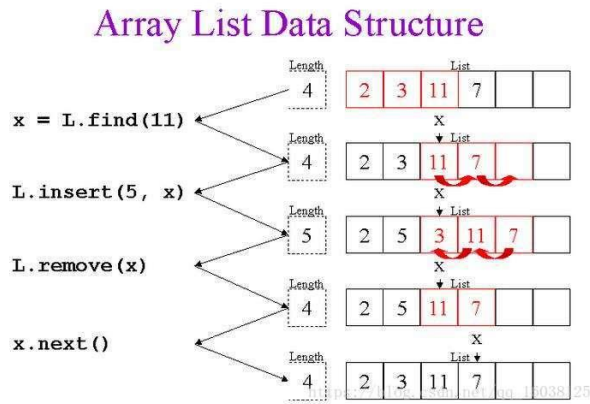 Array List Data Structure
Length List
4 2 3 11 7
x = L.find(11)
X
Length List
4 2 3 11 7
L.insert(5, x)
X
Length List
5 2 5 3 11 7
L.remove(x)
X
Length List
4 2 5 11 7
x.next()
X
Length List
4 2 3 11 7